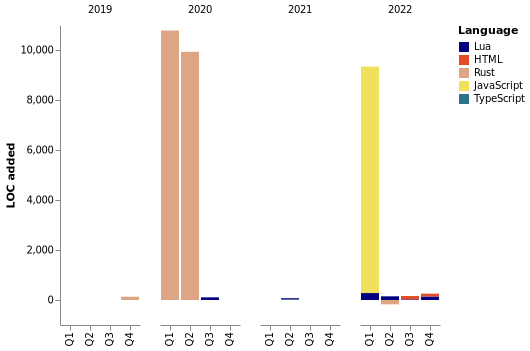 2019 2020 2021 2022
Language
Lua
HTML
Rust
JavaScript
TypeScript
LOC added
10,000
8,000
6,000
4,000
2,000
0
Q1 Q2 Q3 Q4 Q1 Q2 Q3 Q4 Q1 Q2 Q3 Q4 Q1 Q2 Q3 Q4